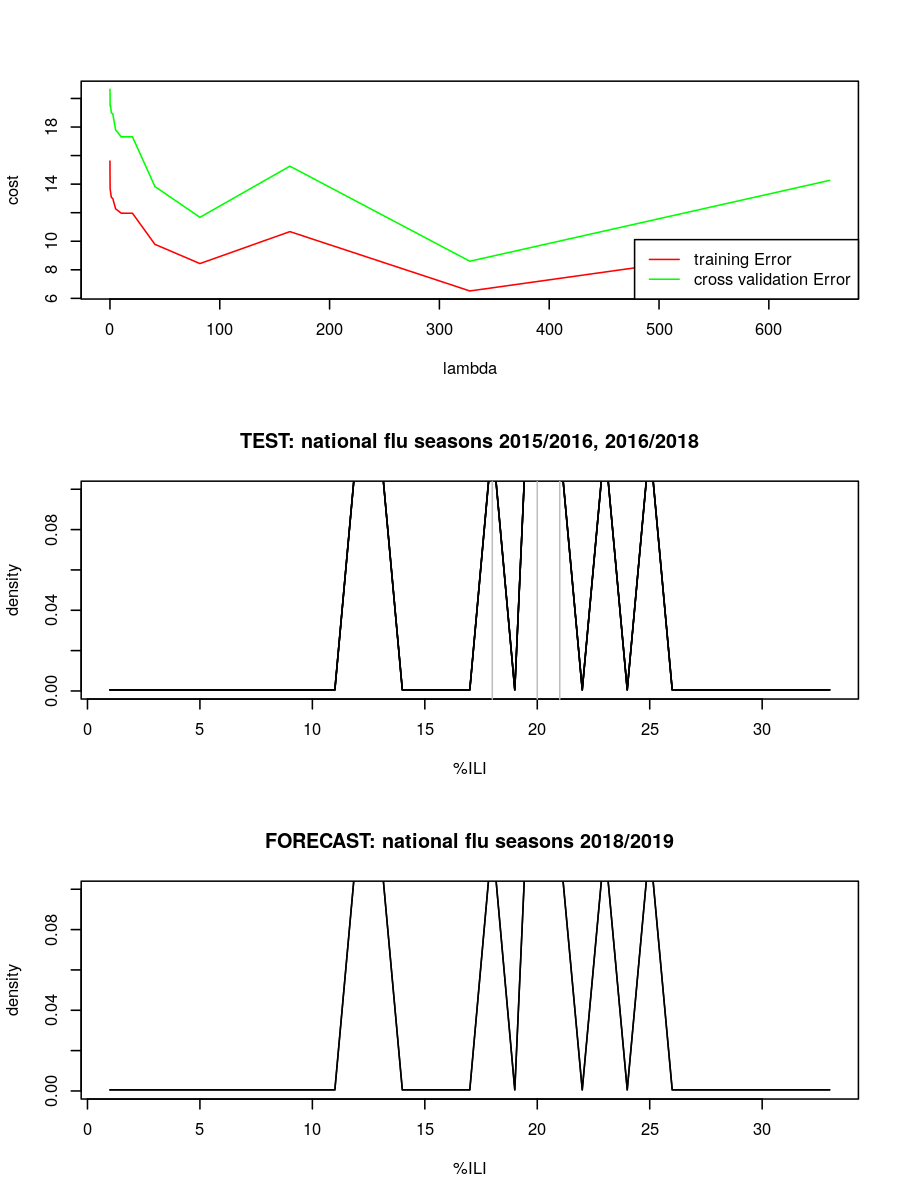 cost
18
14
10
8
6
training Error
cross validation Error
0 100 200 300 400 500 600
lambda
TEST: national flu seasons 2015/2016, 2016/2018
density
0.08
0.04
0.00
0 5 10 15 20 25 30
%ILI
FORECAST: national flu seasons 2018/2019
density
0.08
0.04
0.00
0 5 10 15 20 25 30
%ILI